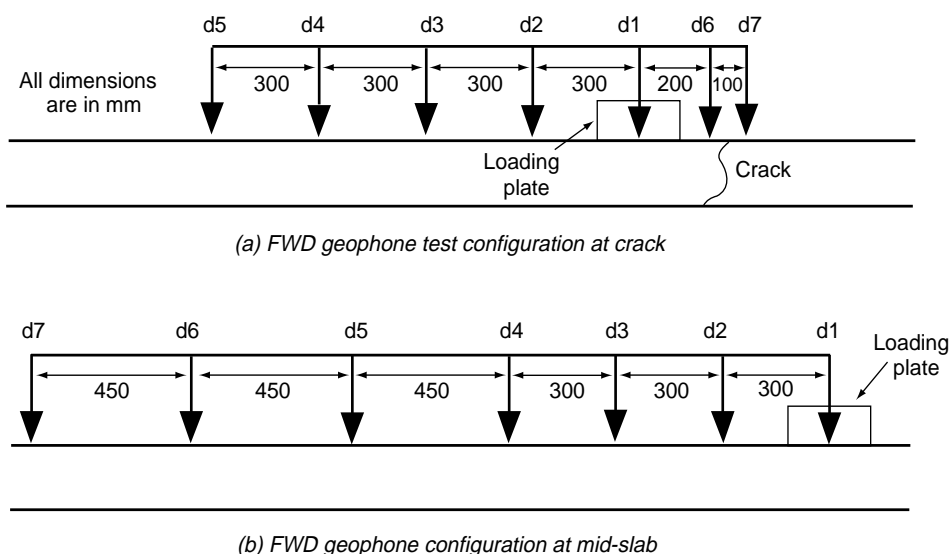 d5 d4 d3 d2 d1 d6 d7
All dimensions
are in mm
300 300 300 300 200 100
Loading
plate
Crack
(a) FWD geophone test configuration at crack
d7 d6 d5 d4 d3 d2 d1
Loading
plate
450 450 450 300 300 300
(b) FWD geophone configuration at mid-slab